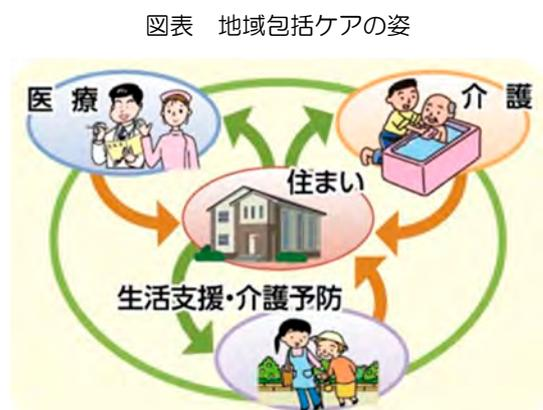 図表　地域包括ケアの姿
医 療
介 護
住まい
生活支援・介護予防